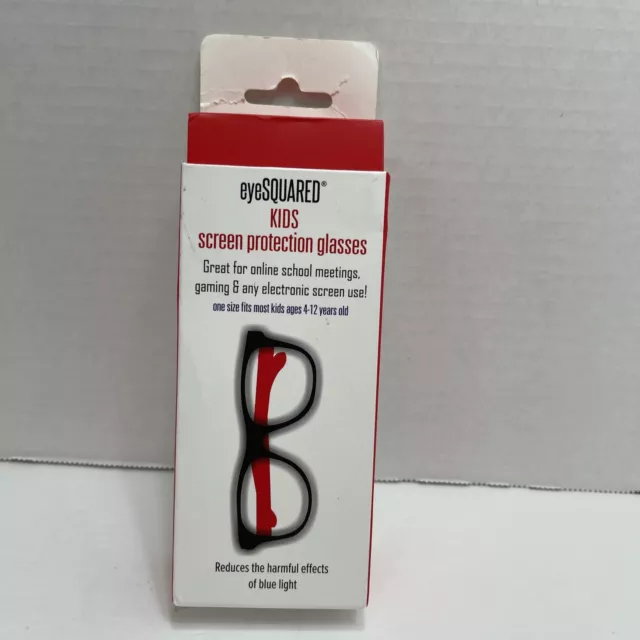 eyeSQUARED®
KIDS
screen protection glasses
Great for online school meetings,
gaming & any electronic screen use!
one size fits most kids ages 4-12 years old
Reduces the harmful effects
of blue light